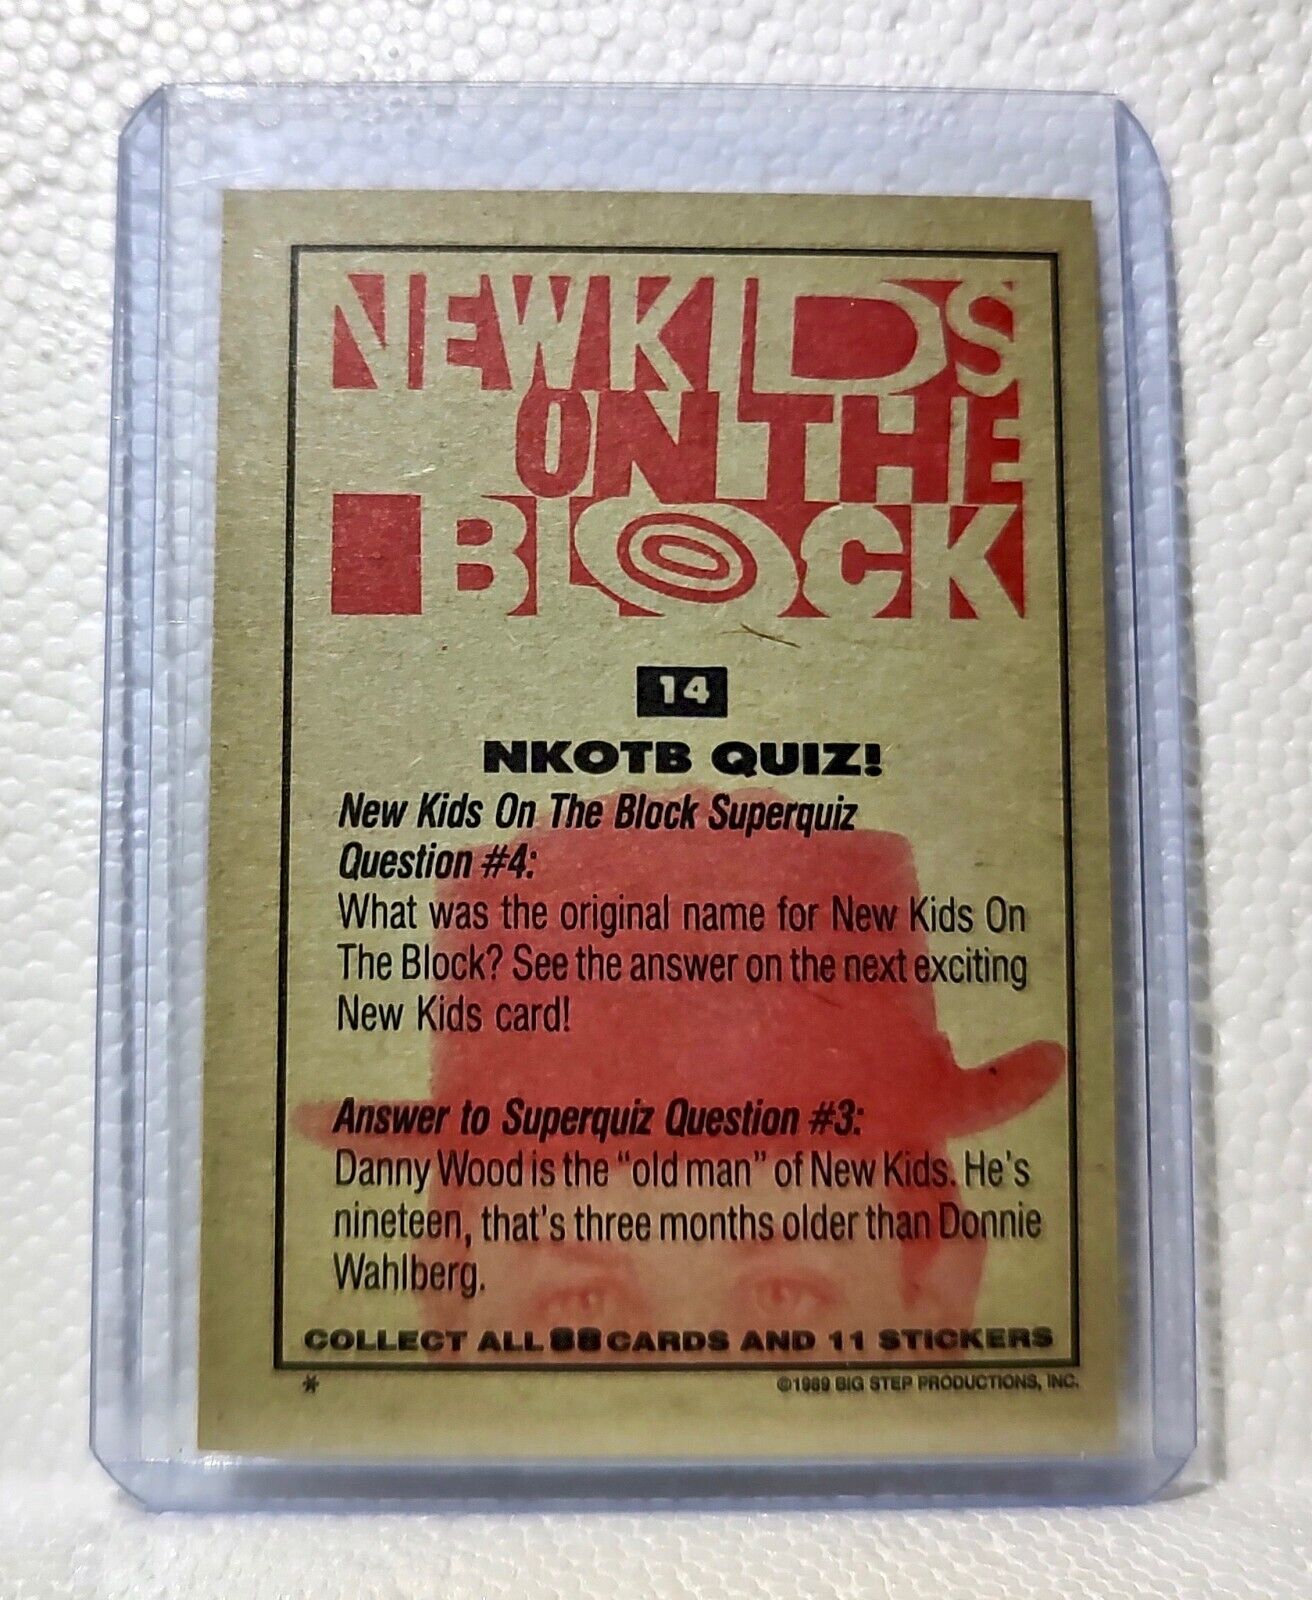 NEW KIDS
ON THE
BLOCK
14
NKOTB QUIZ!
New Kids On The Block Superquiz
Question #4:
What was the original name for New Kids On
The Block? See the answer on the next exciting
New Kids card!
Answer to Superquiz Question #3:
Danny Wood is the “old man” of New Kids. He's
nineteen, that's three months older than Donnie
Wahlberg.
COLLECT ALL 88 CARDS AND 11 STICKERS
* ©1989 BIG STEP PRODUCTIONS, INC.